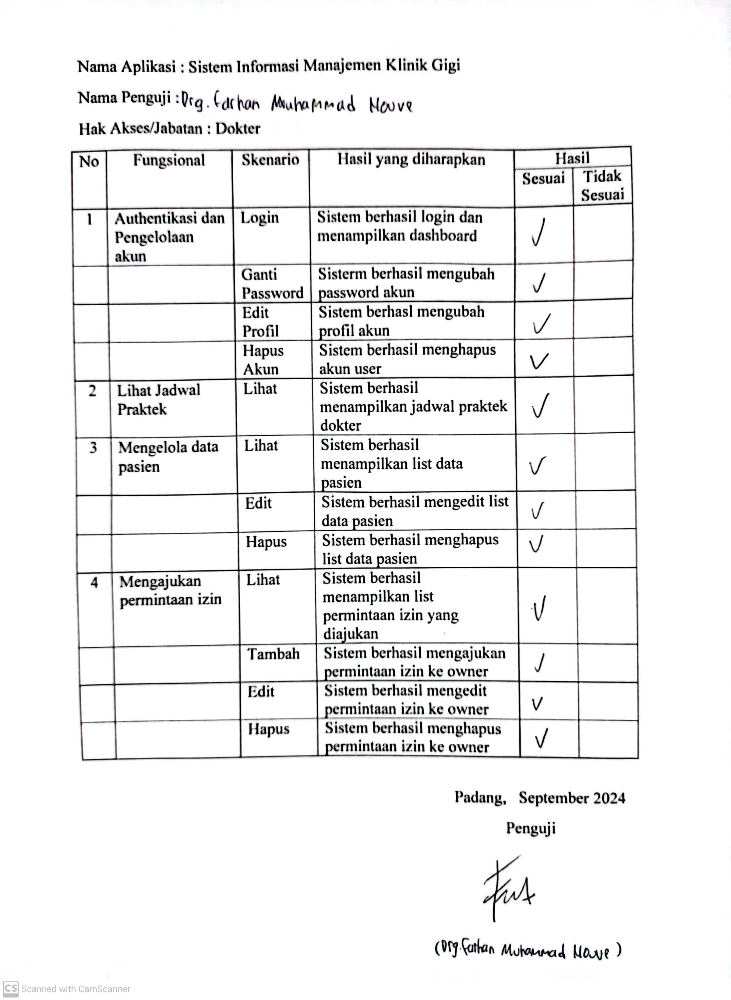 Nama Aplikasi : Sistem Informasi Manajemen Klinik Gigi
Nama Penguji : Drg. Farhan Muhammad Nouve
Hak Akses/Jabatan : Dokter
No Fungsional Skenario Hasil yang diharapkan Hasil
Sesuai Tidak Sesuai
1 Authentikasi dan Login Sistem berhasil login dan ✓
Pengelolaan menampilkan dashboard
akun
Ganti Sisterm berhasil mengubah ✓
Password password akun
Edit Sistem berhasl mengubah ✓
Profil profil akun
Hapus Sistem berhasil menghapus ✓
Akun akun user
2 Lihat Jadwal Lihat Sistem berhasil ✓
Praktek menampilkan jadwal praktek
dokter
3 Mengelola data Lihat Sistem berhasil ✓
pasien menampilkan list data
pasien
Edit Sistem berhasil mengedit list ✓
data pasien
Hapus Sistem berhasil menghapus ✓
list data pasien
4 Mengajukan Lihat Sistem berhasil ✓
permintaan izin menampilkan list
permintaan izin yang
diajukan
Tambah Sistem berhasil mengajukan ✓
permintaan izin ke owner
Edit Sistem berhasil mengedit ✓
permintaan izin ke owner
Hapus Sistem berhasil menghapus ✓
permintaan izin ke owner
Padang, September 2024
Penguji
(Drg. Farhan Muhammad Nouve)
CS Scanned with CamScanner